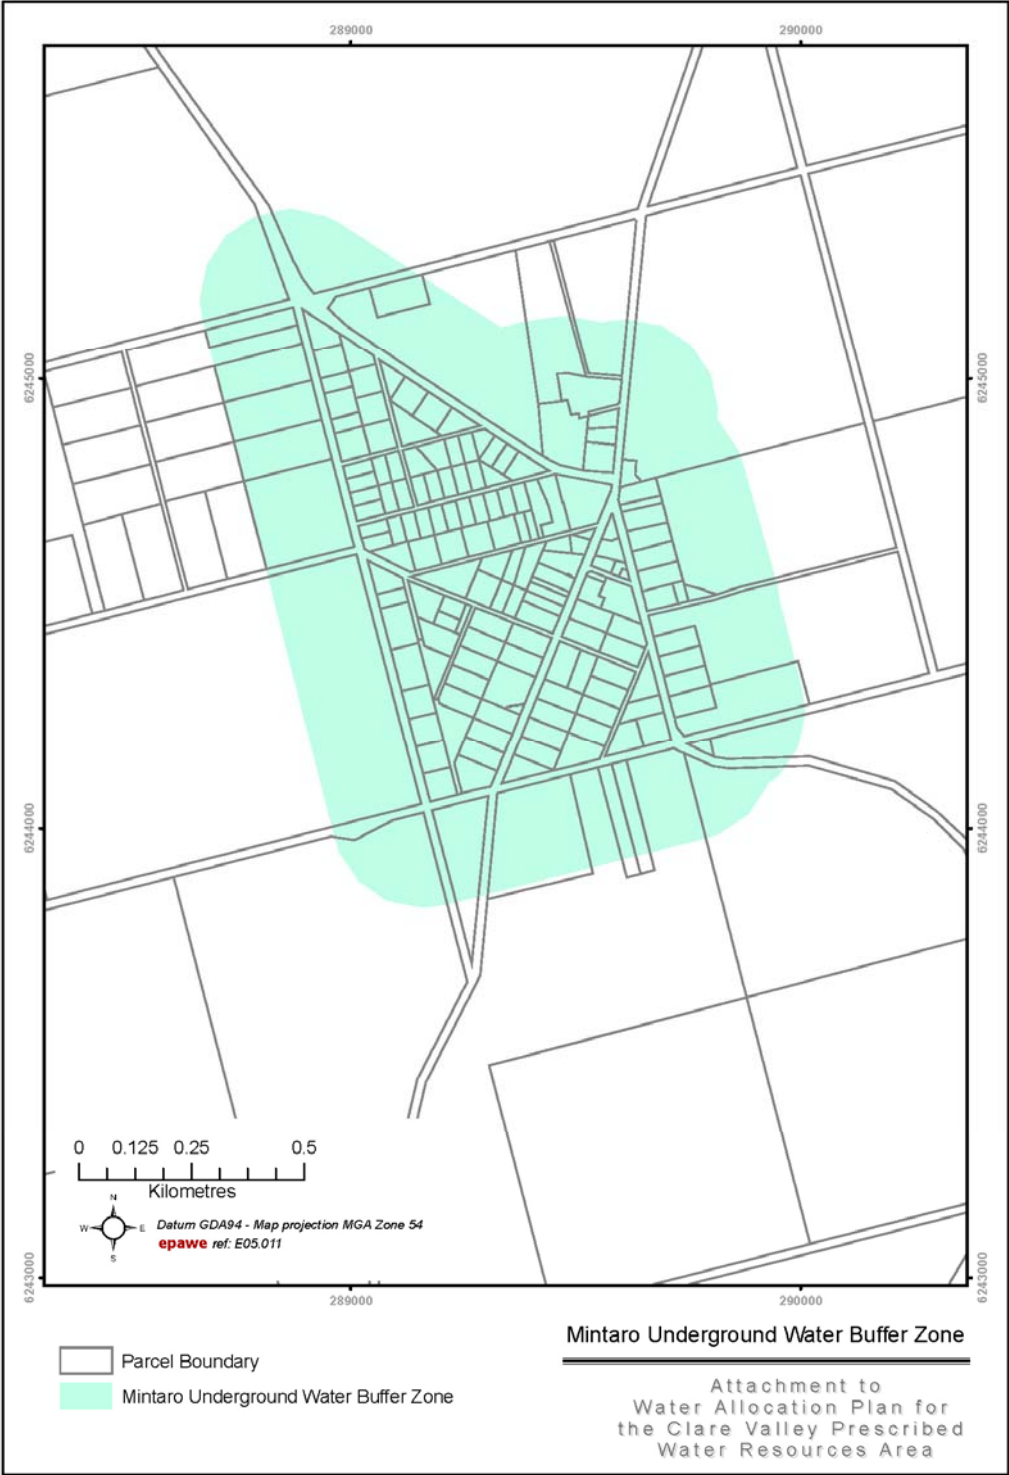 289000
290000
6245000
6245000
6244000
6244000
0 0.125 0.25 0.5
Kilometres
N
W E
S
Datum GDA94 - Map projection MGA Zone 54
epawe ref: E05.011
6243000
6243000
289000
290000
Parcel Boundary
Mintaro Underground Water Buffer Zone
Mintaro Underground Water Buffer Zone
Attachment to
Water Allocation Plan for
the Clare Valley Prescribed
Water Resources Area